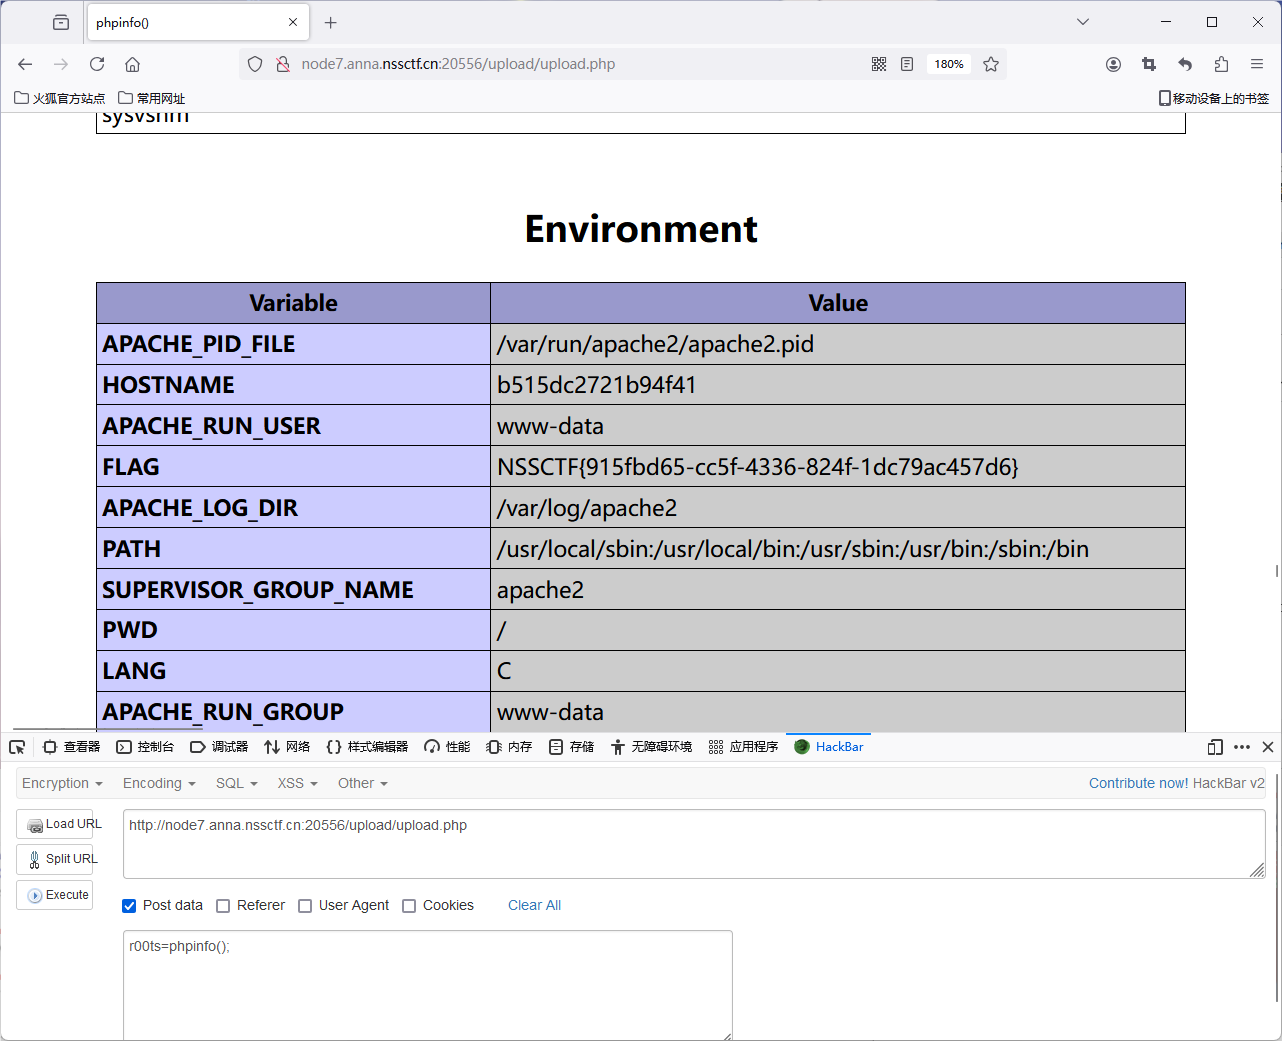 phpinfo()
node7.anna.nssctf.cn:20556/upload/upload.php
180%
火狐官方站点
常用网址
移动设备上的书签
sysvshm
Environment
Variable Value
APACHE_PID_FILE /var/run/apache2/apache2.pid
HOSTNAME b515dc2721b94f41
APACHE_RUN_USER www-data
FLAG NSSCTF{915fbd65-cc5f-4336-824f-1dc79ac457d6}
APACHE_LOG_DIR /var/log/apache2
PATH /usr/local/sbin:/usr/local/bin:/usr/sbin:/usr/bin:/sbin:/bin
SUPERVISOR_GROUP_NAME apache2
PWD /
LANG C
APACHE_RUN_GROUP www-data
查看器 控制台 调试器 网络 样式编辑器 性能 内存 存储 无障碍环境 应用程序 HackBar
Encryption Encoding SQL XSS Other Contribute now! HackBar v2
Load URL
http://node7.anna.nssctf.cn:20556/upload/upload.php
Split URL
Execute
Post data Referer User Agent Cookies Clear All
r00ts=phpinfo();